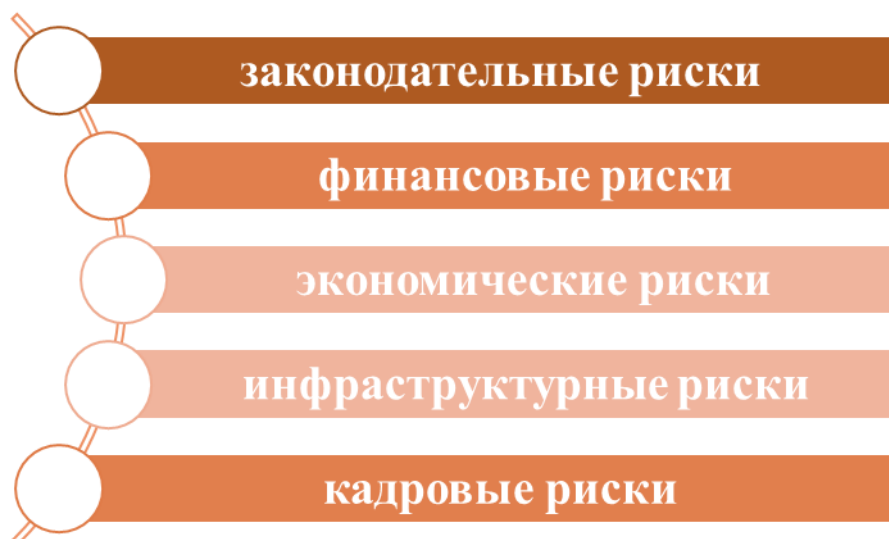 законодательные риски
финансовые риски
экономические риски
инфраструктурные риски
кадровые риски